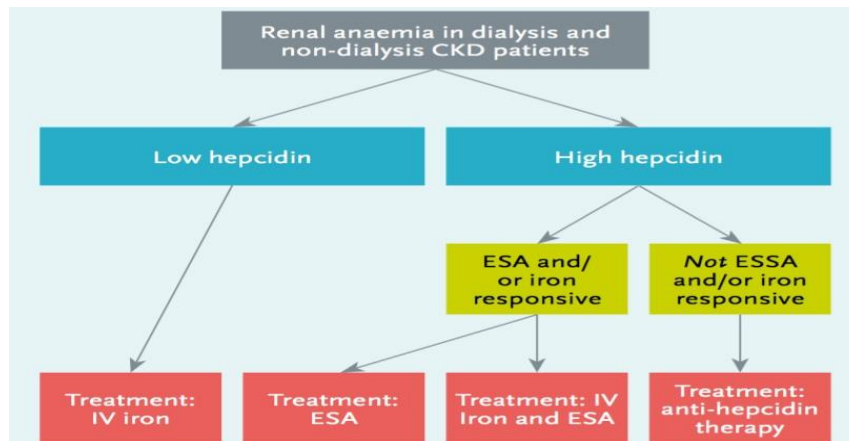 Renal anaemia in dialysis and
non-dialysis CKD patients
Low hepcidin
High hepcidin
ESA and/
or iron
responsive
Not ESSA
and/or iron
responsive
Treatment:
IV iron
Treatment:
ESA
Treatment: IV
Iron and ESA
Treatment:
anti-hepcidin
therapy